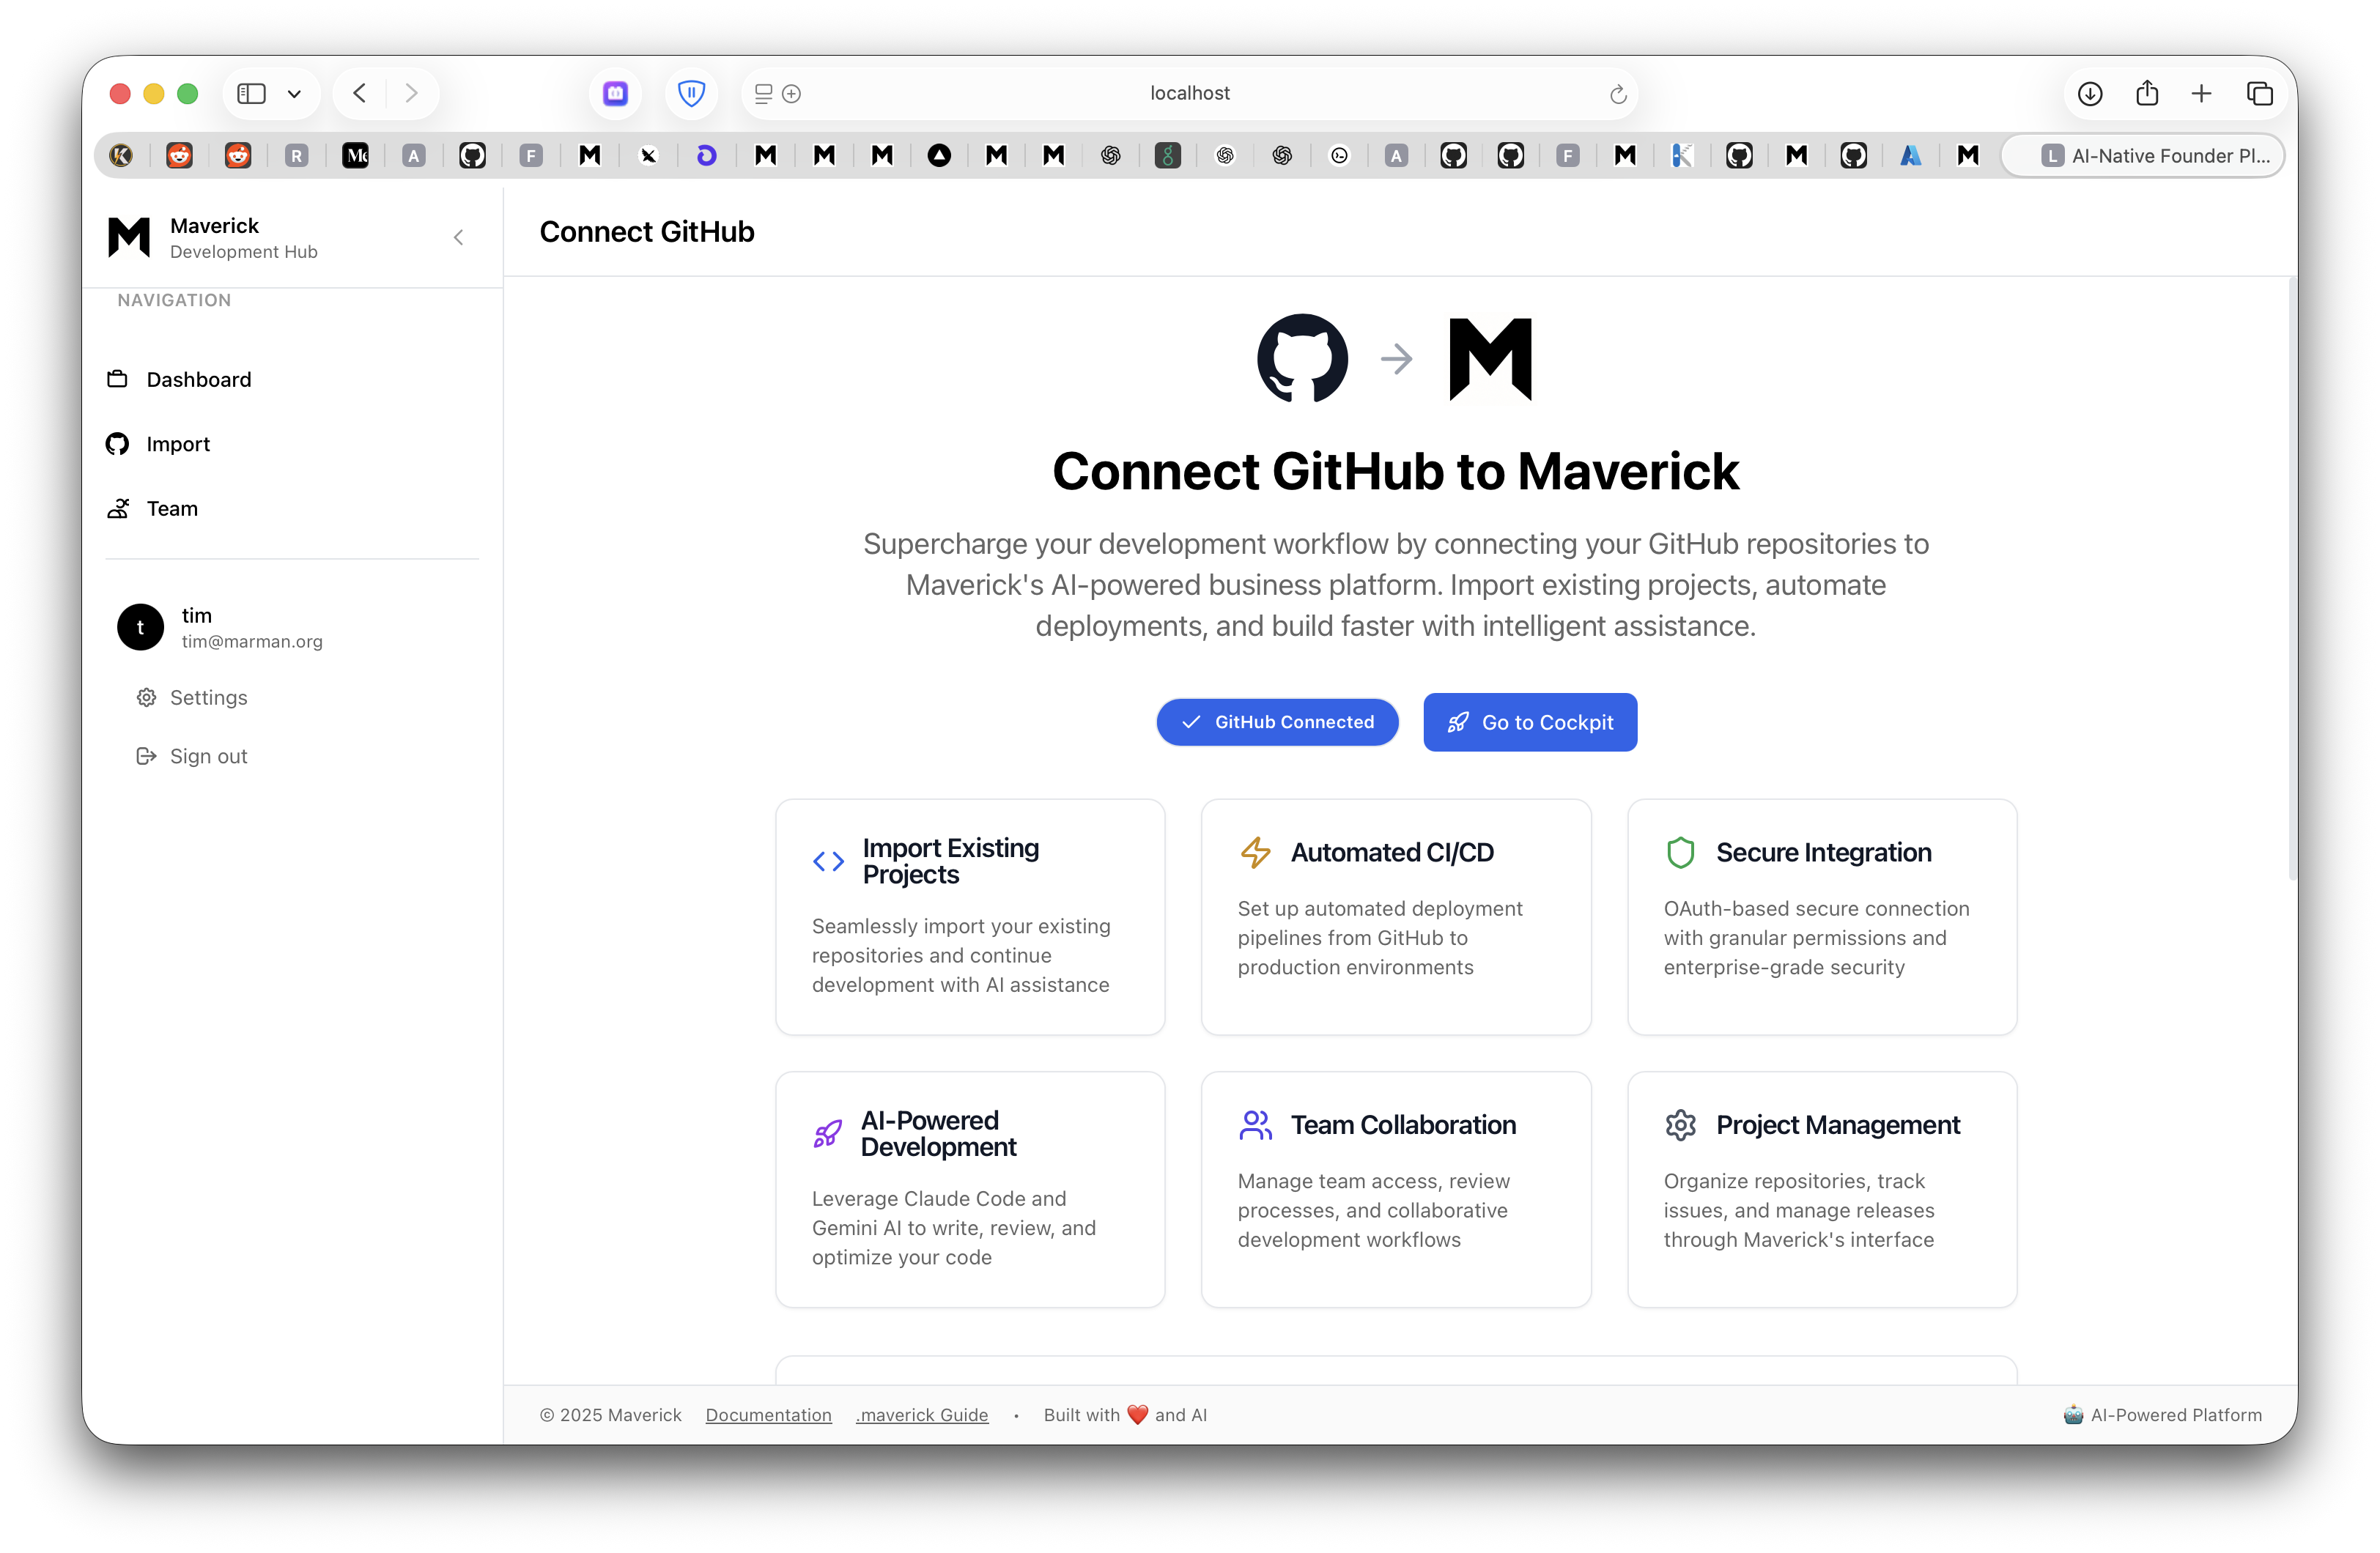 localhost
R
A
F
A
F
L AI-Native Founder Pl...
Maverick
Development Hub
NAVIGATION
Dashboard
Import
Team
t
tim
tim@marman.org
Settings
Sign out
Connect GitHub
Connect GitHub to Maverick
Supercharge your development workflow by connecting your GitHub repositories to
Maverick's AI-powered business platform. Import existing projects, automate
deployments, and build faster with intelligent assistance.
GitHub Connected
Go to Cockpit
Import Existing
Projects
Seamlessly import your existing
repositories and continue
development with AI assistance
Automated CI/CD
Set up automated deployment
pipelines from GitHub to
production environments
Secure Integration
OAuth-based secure connection
with granular permissions and
enterprise-grade security
AI-Powered
Development
Leverage Claude Code and
Gemini AI to write, review, and
optimize your code
Team Collaboration
Manage team access, review
processes, and collaborative
development workflows
Project Management
Organize repositories, track
issues, and manage releases
through Maverick's interface
© 2025 Maverick Documentation .maverick Guide • Built with ❤️ and AI
🤖 AI-Powered Platform